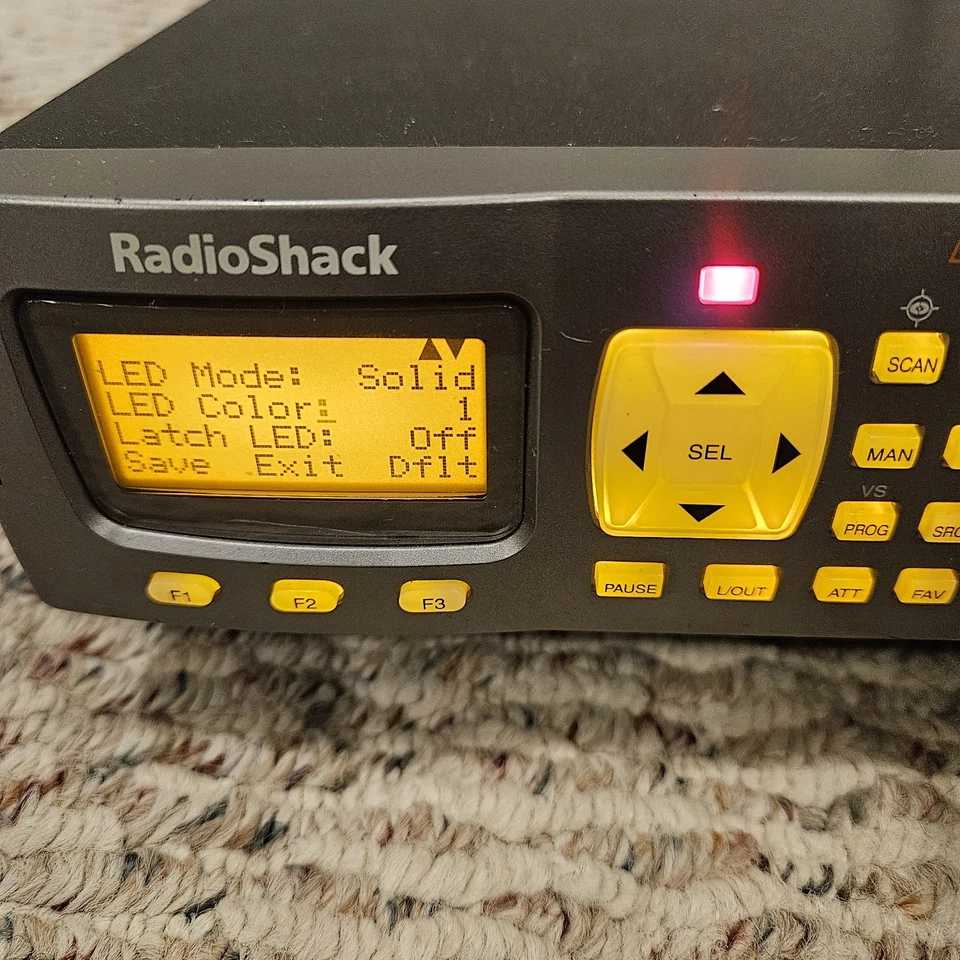 RadioShack
LED Mode: Solid
LED Color: 1
Latch LED: Off
Save Exit Dflt
F1 F2 F3
SEL
SCAN
MAN
VS
PROG
PAUSE L/OUT ATT FAV